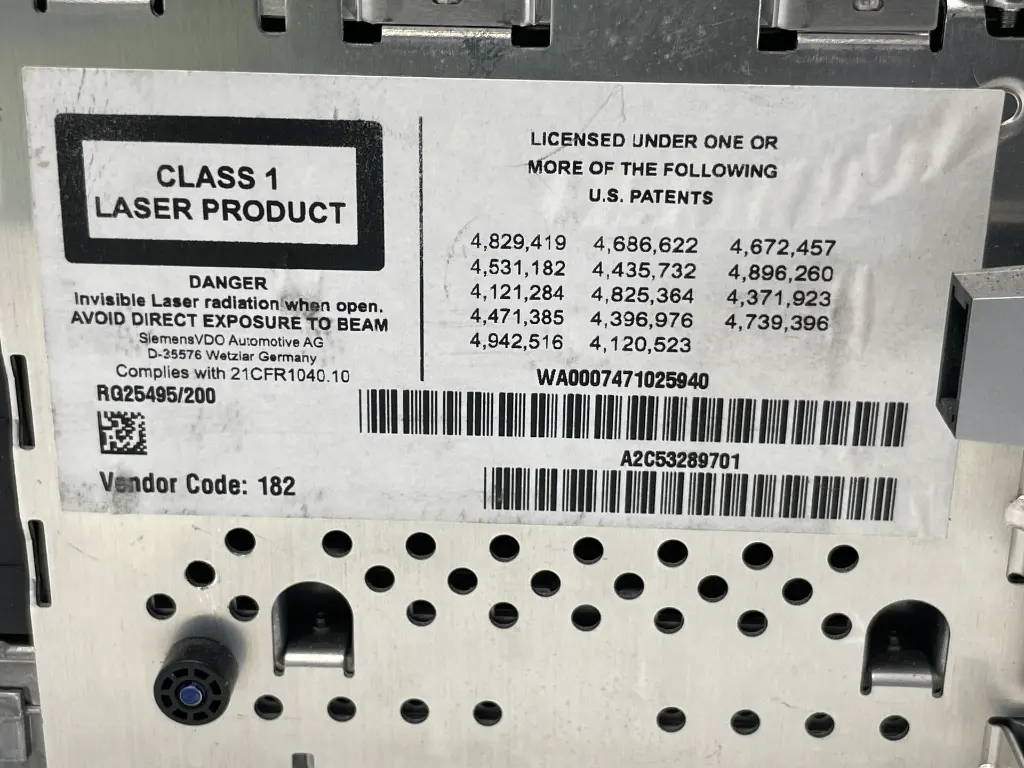 CLASS 1
LASER PRODUCT
DANGER
Invisible Laser radiation when open.
AVOID DIRECT EXPOSURE TO BEAM
SiemensVDO Automotive AG
D-35576 Wetzlar Germany
Complies with 21CFR1040.10
RG25495/200
Vendor Code: 182
LICENSED UNDER ONE OR
MORE OF THE FOLLOWING
U.S. PATENTS
4,829,419 4,686,622 4,672,457
4,531,182 4,435,732 4,896,260
4,121,284 4,825,364 4,371,923
4,471,385 4,396,976 4,739,396
4,942,516 4,120,523
WA0007471025940
A2C53289701